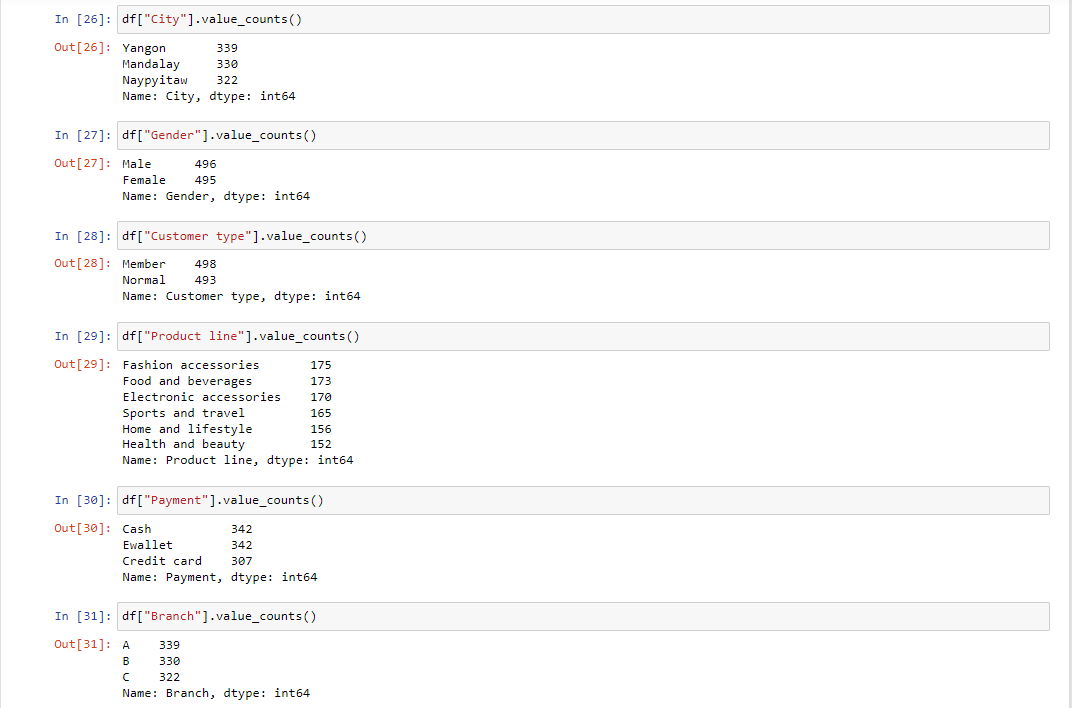 In [26]: df["City"].value_counts()
Out[26]: Yangon       339
Mandalay     330
Naypyitaw    322
Name: City, dtype: int64
In [27]: df["Gender"].value_counts()
Out[27]: Male      496
Female    495
Name: Gender, dtype: int64
In [28]: df["Customer type"].value_counts()
Out[28]: Member    498
Normal    493
Name: Customer type, dtype: int64
In [29]: df["Product line"].value_counts()
Out[29]: Fashion accessories       175
Food and beverages        173
Electronic accessories    170
Sports and travel         165
Home and lifestyle        156
Health and beauty         152
Name: Product line, dtype: int64
In [30]: df["Payment"].value_counts()
Out[30]: Cash           342
Ewallet        342
Credit card    307
Name: Payment, dtype: int64
In [31]: df["Branch"].value_counts()
Out[31]: A    339
B    330
C    322
Name: Branch, dtype: int64